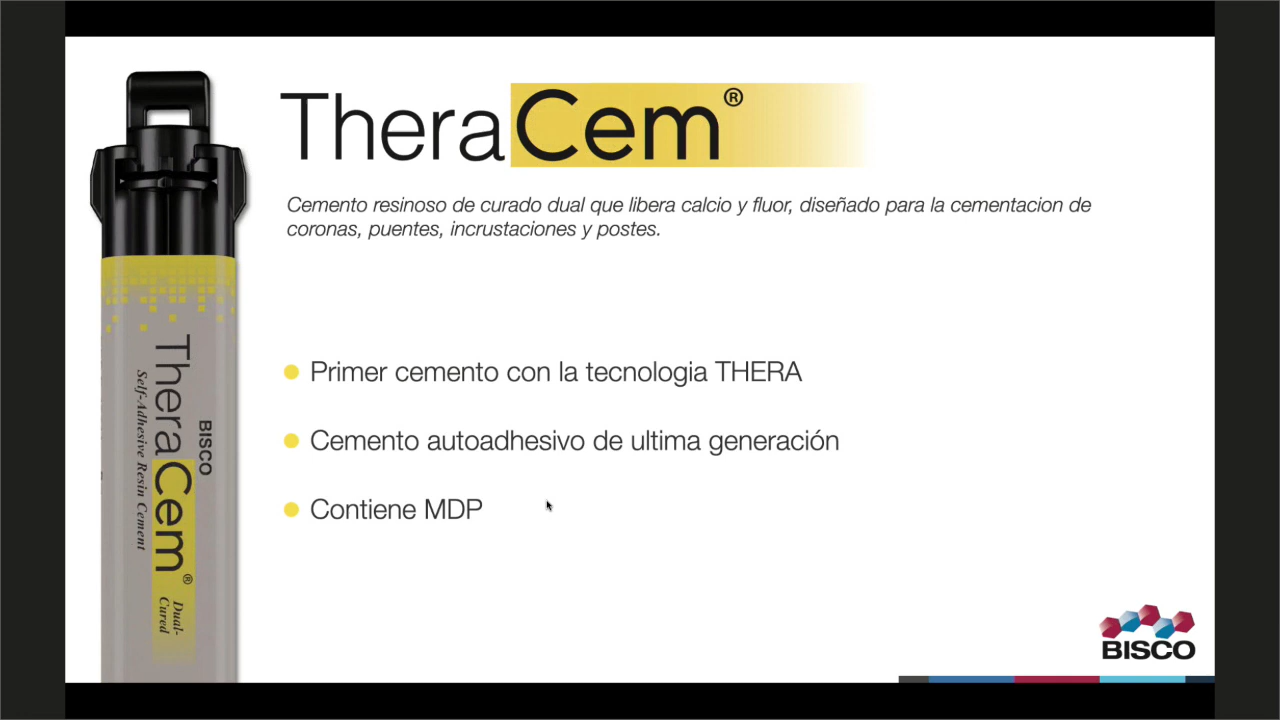 TheraCem®
Cemento resinoso de curado dual que libera calcio y fluor, diseñado para la cementacion de
coronas, puentes, incrustaciones y postes.
Primer cemento con la tecnologia THERA
Cemento autoadhesivo de ultima generación
Contiene MDP
BISCO
TheraCem®
Self-Adhesive Resin Cement
Dual-
Cured
BISCO